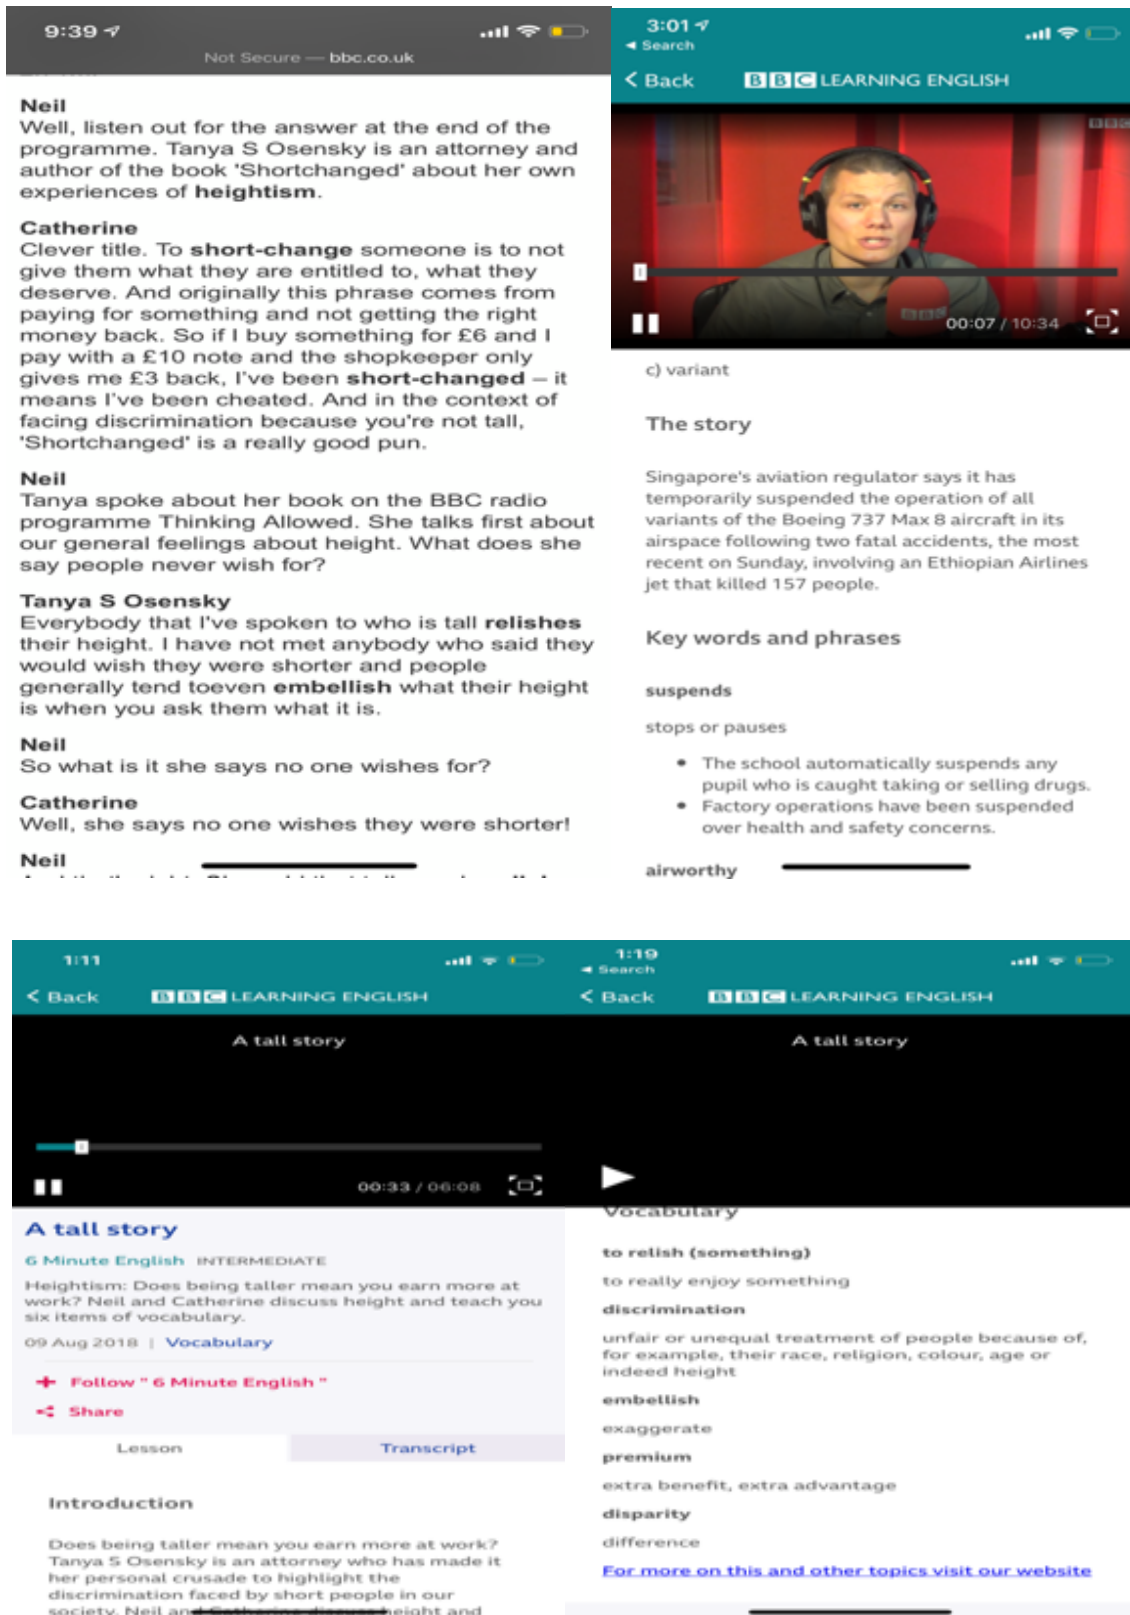 9:39
Not Secure — bbc.co.uk
Neil
Well, listen out for the answer at the end of the
programme. Tanya S Osensky is an attorney and
author of the book 'Shortchanged' about her own
experiences of heightism.
Catherine
Clever title. To short-change someone is to not
give them what they are entitled to, what they
deserve. And originally this phrase comes from
paying for something and not getting the right
money back. So if I buy something for £6 and I
pay with a £10 note and the shopkeeper only
gives me £3 back, I've been short-changed – it
means I've been cheated. And in the context of
facing discrimination because you're not tall,
'Shortchanged' is a really good pun.
Neil
Tanya spoke about her book on the BBC radio
programme Thinking Allowed. She talks first about
our general feelings about height. What does she
say people never wish for?
Tanya S Osensky
Everybody that I've spoken to who is tall relishes
their height. I have not met anybody who said they
would wish they were shorter and people
generally tend toeven embellish what their height
is when you ask them what it is.
Neil
So what is it she says no one wishes for?
Catherine
Well, she says no one wishes they were shorter!
Neil
3:01
Search
Back
BBC LEARNING ENGLISH
BBC
BBC
00:07 / 10:34
c) variant
The story
Singapore's aviation regulator says it has
temporarily suspended the operation of all
variants of the Boeing 737 Max 8 aircraft in its
airspace following two fatal accidents, the most
recent on Sunday, involving an Ethiopian Airlines
jet that killed 157 people.
Key words and phrases
suspends
stops or pauses
• The school automatically suspends any
pupil who is caught taking or selling drugs.
• Factory operations have been suspended
over health and safety concerns.
airworthy
1:11
Back
BBC LEARNING ENGLISH
A tall story
00:33 / 06:08
A tall story
6 Minute English INTERMEDIATE
Heightism: Does being taller mean you earn more at
work? Neil and Catherine discuss height and teach you
six items of vocabulary.
09 Aug 2018 | Vocabulary
Follow " 6 Minute English "
Share
Lesson
Transcript
Introduction
Does being taller mean you earn more at work?
Tanya S Osensky is an attorney who has made it
her personal crusade to highlight the
discrimination faced by short people in our
society. Neil and Catherine discuss height and
1:19
Search
Back
BBC LEARNING ENGLISH
A tall story
Vocabulary
to relish (something)
to really enjoy something
discrimination
unfair or unequal treatment of people because of,
for example, their race, religion, colour, age or
indeed height
embellish
exaggerate
premium
extra benefit, extra advantage
disparity
difference
For more on this and other topics visit our website